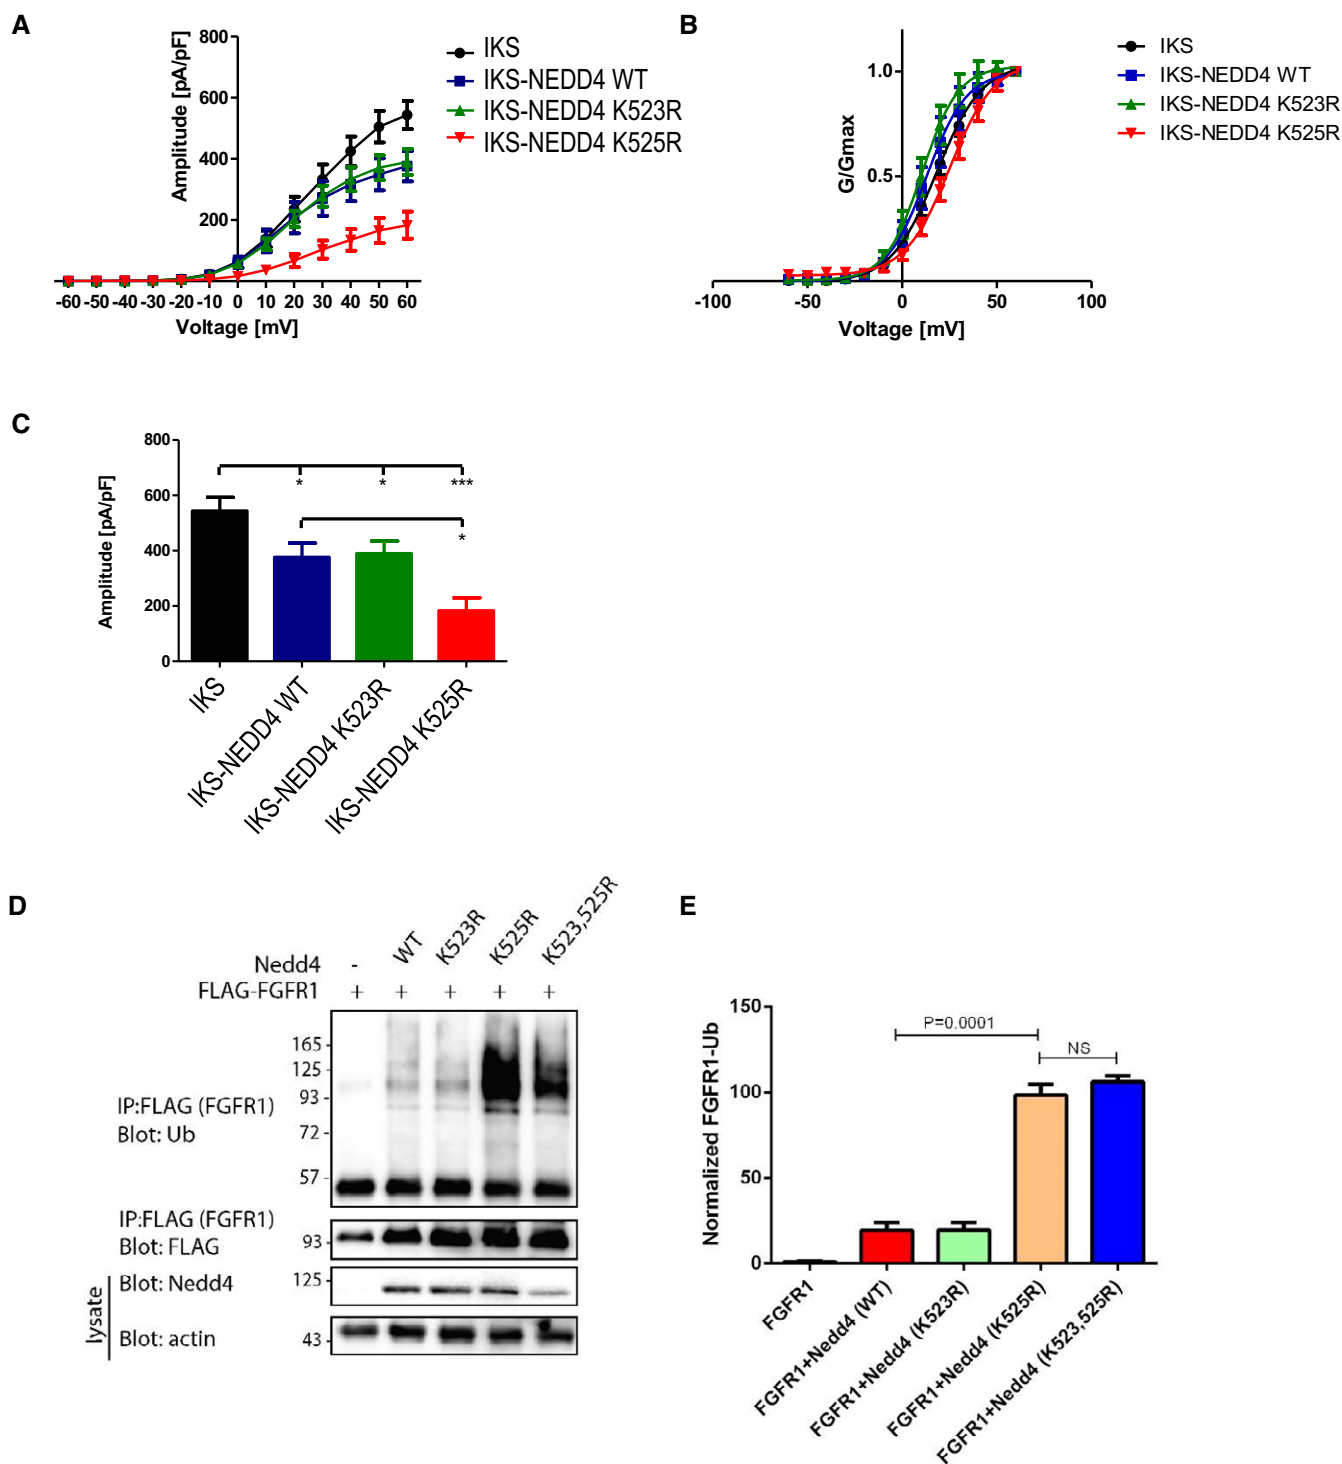 A
Amplitude [pA/pF]
800
600
400
200
-60 -50 -40 -30 -20 -10 0 10 20 30 40 50 60
Voltage [mV]
IKS
IKS-NEDD4 WT
IKS-NEDD4 K523R
IKS-NEDD4 K525R
B
G/Gmax
1.0
0.5
-100 -50 0 50 100
Voltage [mV]
IKS
IKS-NEDD4 WT
IKS-NEDD4 K523R
IKS-NEDD4 K525R
C
Amplitude [pA/pF]
800
600
400
200
0
* * ***
*
IKS
IKS-NEDD4 WT
IKS-NEDD4 K523R
IKS-NEDD4 K525R
D
Nedd4 - WT K523R K525R K523,525R
FLAG-FGFR1 + + + + +
165 -
125 -
93 -
72 -
57 -
IP:FLAG (FGFR1)
Blot: Ub
IP:FLAG (FGFR1)
Blot: FLAG
93 -
lysate
Blot: Nedd4
125 -
Blot: actin
43 -
E
Normalized FGFR1-Ub
150
100
50
0
P=0.0001
NS
FGFR1
FGFR1+Nedd4 (WT)
FGFR1+Nedd4 (K523R)
FGFR1+Nedd4 (K525R)
FGFR1+Nedd4 (K523,525R)